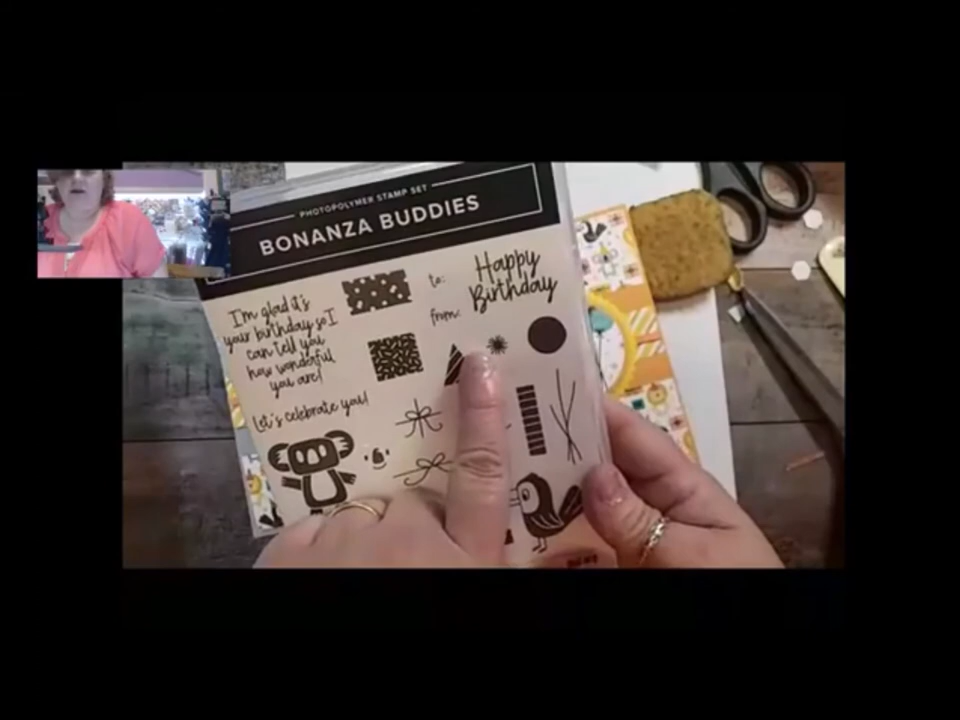 PHOTOPOLYMER STAMP SET
BONANZA BUDDIES
I'm glad it's
your birthday so I
can tell you
how wonderful
you are!
to:
from:
Happy
Birthday
let's celebrate you!